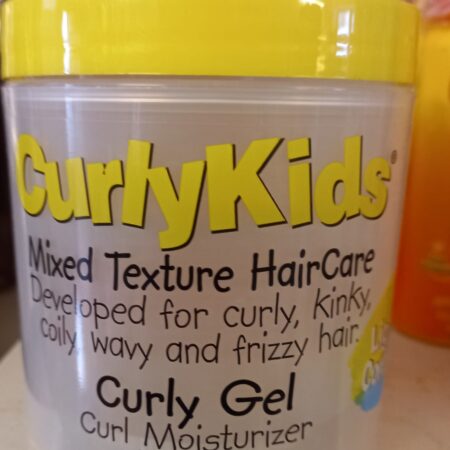 CurlyKids®
Mixed Texture HairCare
Developed for curly, kinky,
coily, wavy and frizzy hair.
Curly Gel
Curl Moisturizer